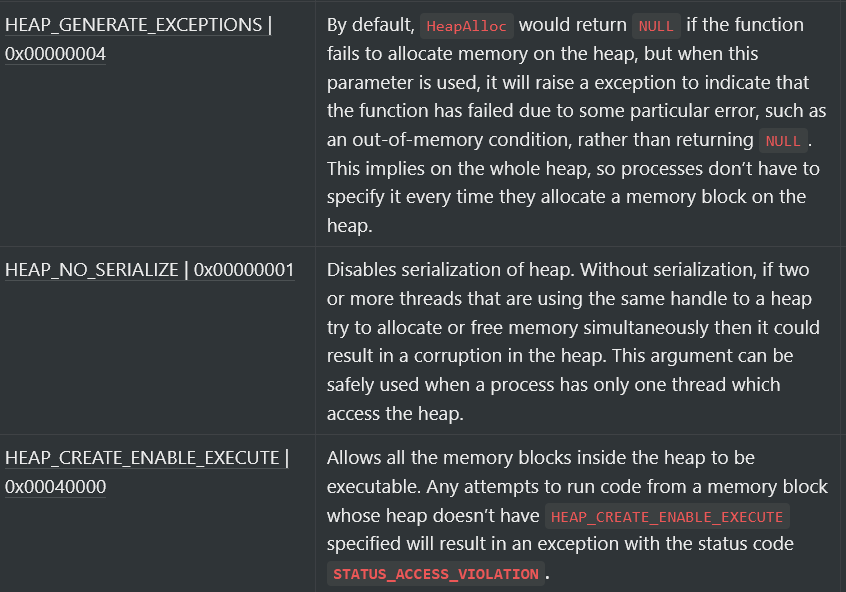 HEAP_GENERATE_EXCEPTIONS |
0x00000004
By default, HeapAlloc would return NULL if the function
fails to allocate memory on the heap, but when this
parameter is used, it will raise a exception to indicate that
the function has failed due to some particular error, such as
an out-of-memory condition, rather than returning NULL .
This implies on the whole heap, so processes don’t have to
specify it every time they allocate a memory block on the
heap.
HEAP_NO_SERIALIZE | 0x00000001
Disables serialization of heap. Without serialization, if two
or more threads that are using the same handle to a heap
try to allocate or free memory simultaneously then it could
result in a corruption in the heap. This argument can be
safely used when a process has only one thread which
access the heap.
HEAP_CREATE_ENABLE_EXECUTE |
0x00040000
Allows all the memory blocks inside the heap to be
executable. Any attempts to run code from a memory block
whose heap doesn’t have HEAP_CREATE_ENABLE_EXECUTE
specified will result in an exception with the status code
STATUS_ACCESS_VIOLATION .